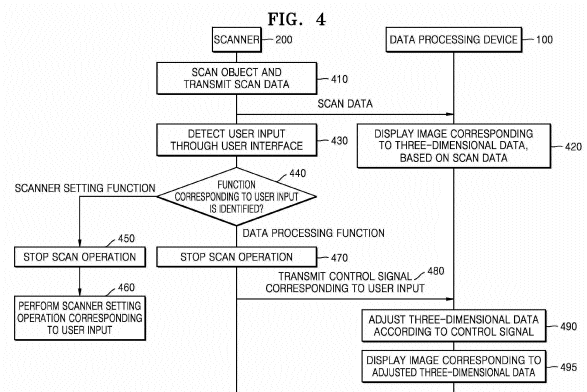 FIG. 4
SCANNER
200
DATA PROCESSING DEVICE
100
SCAN OBJECT AND
TRANSMIT SCAN DATA
410
SCAN DATA
DETECT USER INPUT
THROUGH USER INTERFACE
430
DISPLAY IMAGE CORRESPONDING
TO THREE-DIMENSIONAL DATA,
BASED ON SCAN DATA
420
SCANNER SETTING FUNCTION
FUNCTION
CORRESPONDING TO USER INPUT
IS IDENTIFIED?
440
DATA PROCESSING FUNCTION
450
STOP SCAN OPERATION
STOP SCAN OPERATION
470
TRANSMIT CONTROL SIGNAL
CORRESPONDING TO USER INPUT
480
460
PERFORM SCANNER SETTING
OPERATION CORRESPONDING
TO USER INPUT
ADJUST THREE-DIMENSIONAL DATA
ACCORDING TO CONTROL SIGNAL
490
DISPLAY IMAGE CORRESPONDING TO
ADJUSTED THREE-DIMENSIONAL DATA
495